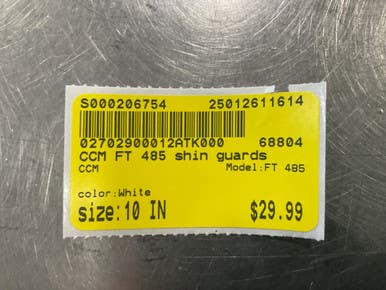 S000206754 25012611614
02702900012ATK000 68804
CCM FT 485 shin guards
CCM Model:FT 485
color:White
size:10 IN $29.99